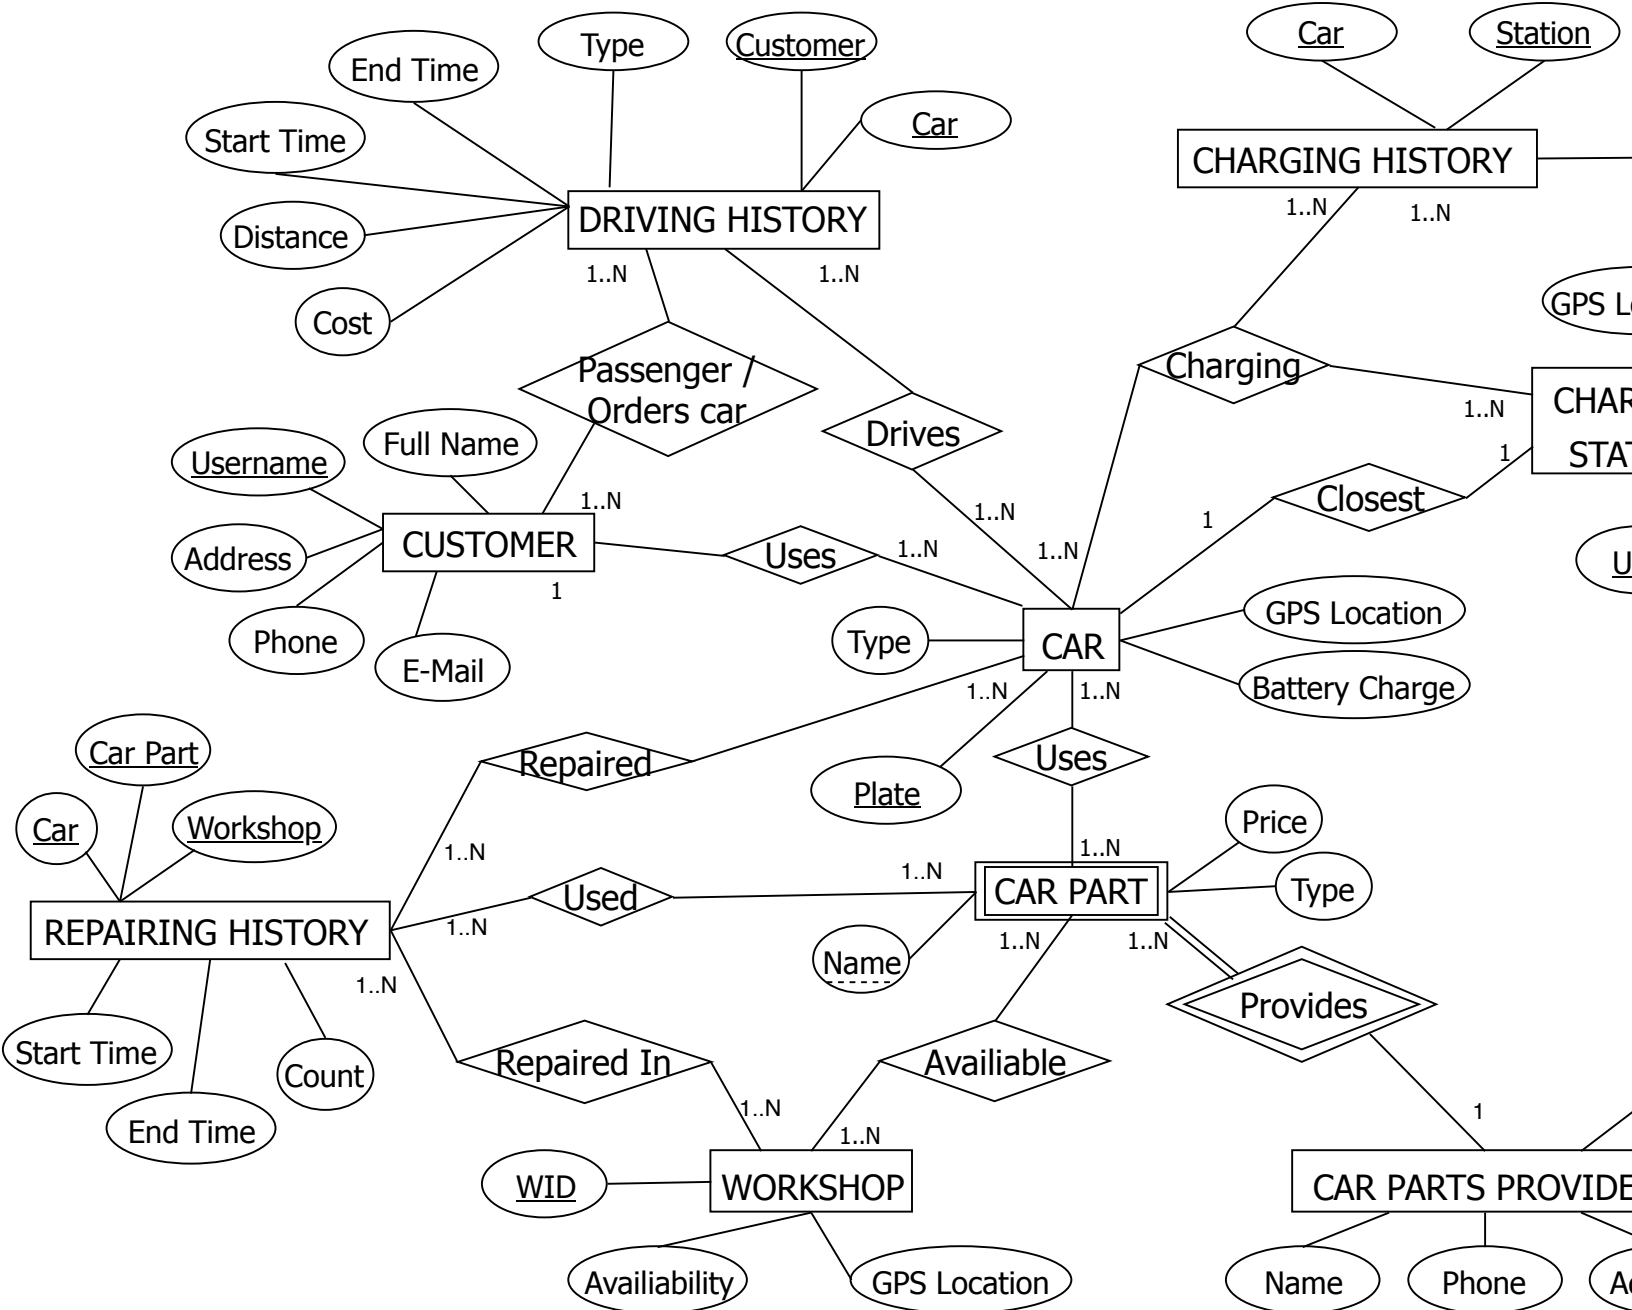 Type
Customer
Car
Station
End Time
Car
Start Time
CHARGING HISTORY
DRIVING HISTORY
1..N
1..N
Distance
1..N
1..N
GPS
Cost
Passenger /
Orders car
Charging
1..N
Drives
Full Name
Username
1
Closest
1..N
1..N
1
CUSTOMER
Uses
1..N
1..N
Address
1
GPS Location
Type
CAR
Phone
E-Mail
Battery Charge
1..N
1..N
Car Part
Repaired
Uses
Plate
Car
Workshop
Price
1..N
1..N
1..N
Used
CAR PART
Type
REPAIRING HISTORY
1..N
1..N
1..N
Name
1..N
Provides
Start Time
Count
Repaired In
Availiable
1..N
1
End Time
1..N
WID
WORKSHOP
CAR PARTS
Availiability
GPS Location
Name
Phone